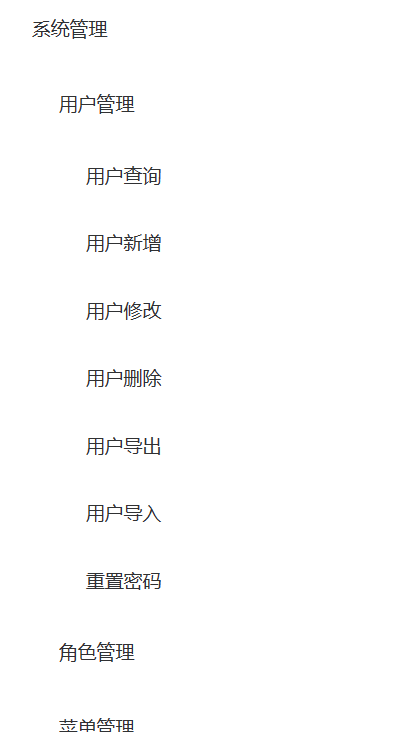 系统管理
用户管理
用户查询
用户新增
用户修改
用户删除
用户导出
用户导入
重置密码
角色管理
菜单管理